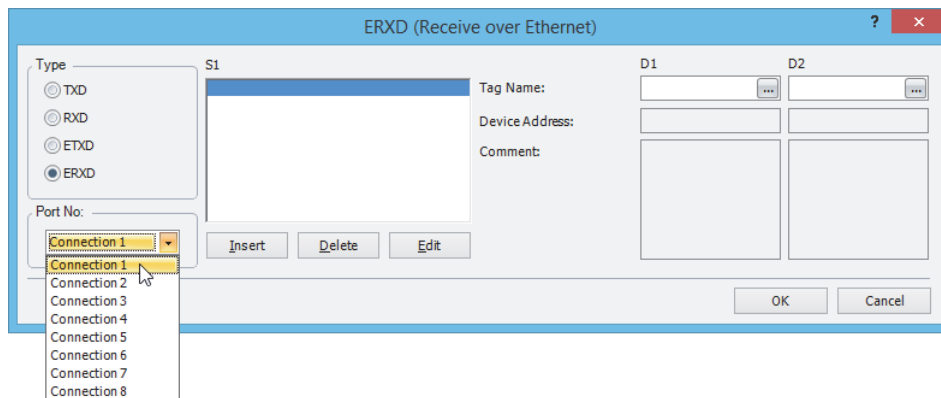 ERXD (Receive over Ethernet)
?
Type
TXD
RXD
ETXD
ERXD
Port No:
Connection 1
Connection 1
Connection 2
Connection 3
Connection 4
Connection 5
Connection 6
Connection 7
Connection 8
S1
Insert Delete Edit
D1 D2
Tag Name: ... ...
Device Address:
Comment:
OK Cancel